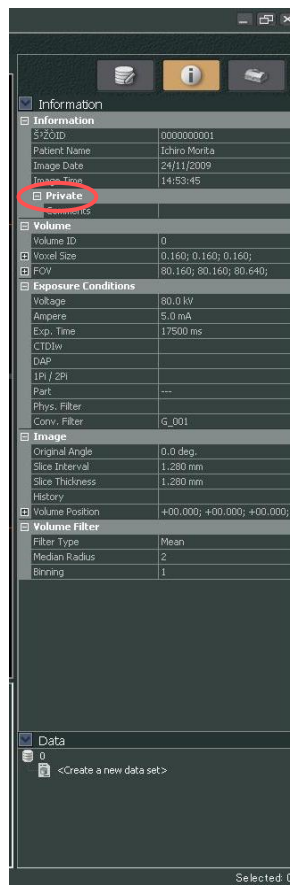 Information
Information
Š³ŽÒID 0000000001
Patient Name Ichiro Morita
Image Date 24/11/2009
Image Time 14:53:45
Private
Comments
Volume
Volume ID 0
Voxel Size 0.160; 0.160; 0.160;
FOV 80.160; 80.160; 80.640;
Exposure Conditions
Voltage 80.0 kV
Ampere 5.0 mA
Exp. Time 17500 ms
CTDIw
DAP
1Pi / 2Pi
Part ---
Phys. Filter
Conv. Filter G_001
Image
Original Angle 0.0 deg.
Slice Interval 1.280 mm
Slice Thickness 1.280 mm
History
Volume Position +00.000; +00.000; +00.000;
Volume Filter
Filter Type Mean
Median Radius 2
Binning 1
Data
0
<Create a new data set>
Selected: 0